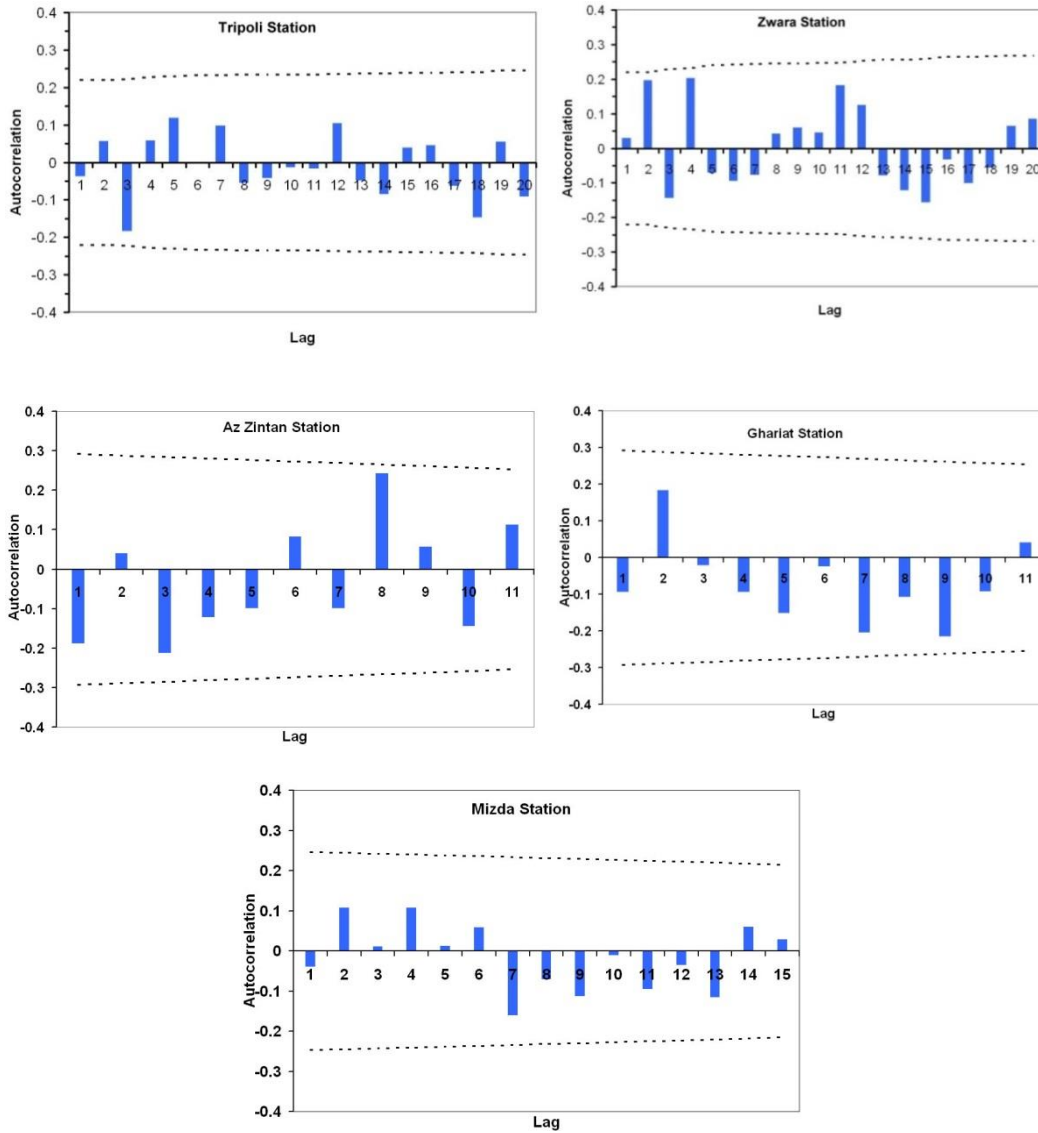 Tripoli Station
Autocorrelation
0.4
0.3
0.2
0.1
0
-0.1
-0.2
-0.3
-0.4
1 2 3 4 5 6 7 8 9 10 11 12 13 14 15 16 17 18 19 20
Lag
Zwara Station
Autocorrelation
0.4
0.3
0.2
0.1
0
-0.1
-0.2
-0.3
-0.4
1 2 3 4 5 6 7 8 9 10 11 12 13 14 15 16 17 18 19 20
Lag
Az Zintan Station
Autocorrelation
0.4
0.3
0.2
0.1
0
-0.1
-0.2
-0.3
-0.4
1 2 3 4 5 6 7 8 9 10 11
Lag
Ghariat Station
Autocorrelation
0.4
0.3
0.2
0.1
0
-0.1
-0.2
-0.3
-0.4
1 2 3 4 5 6 7 8 9 10 11
Lag
Mizda Station
Autocorrelation
0.4
0.3
0.2
0.1
0
-0.1
-0.2
-0.3
-0.4
1 2 3 4 5 6 7 8 9 10 11 12 13 14 15
Lag